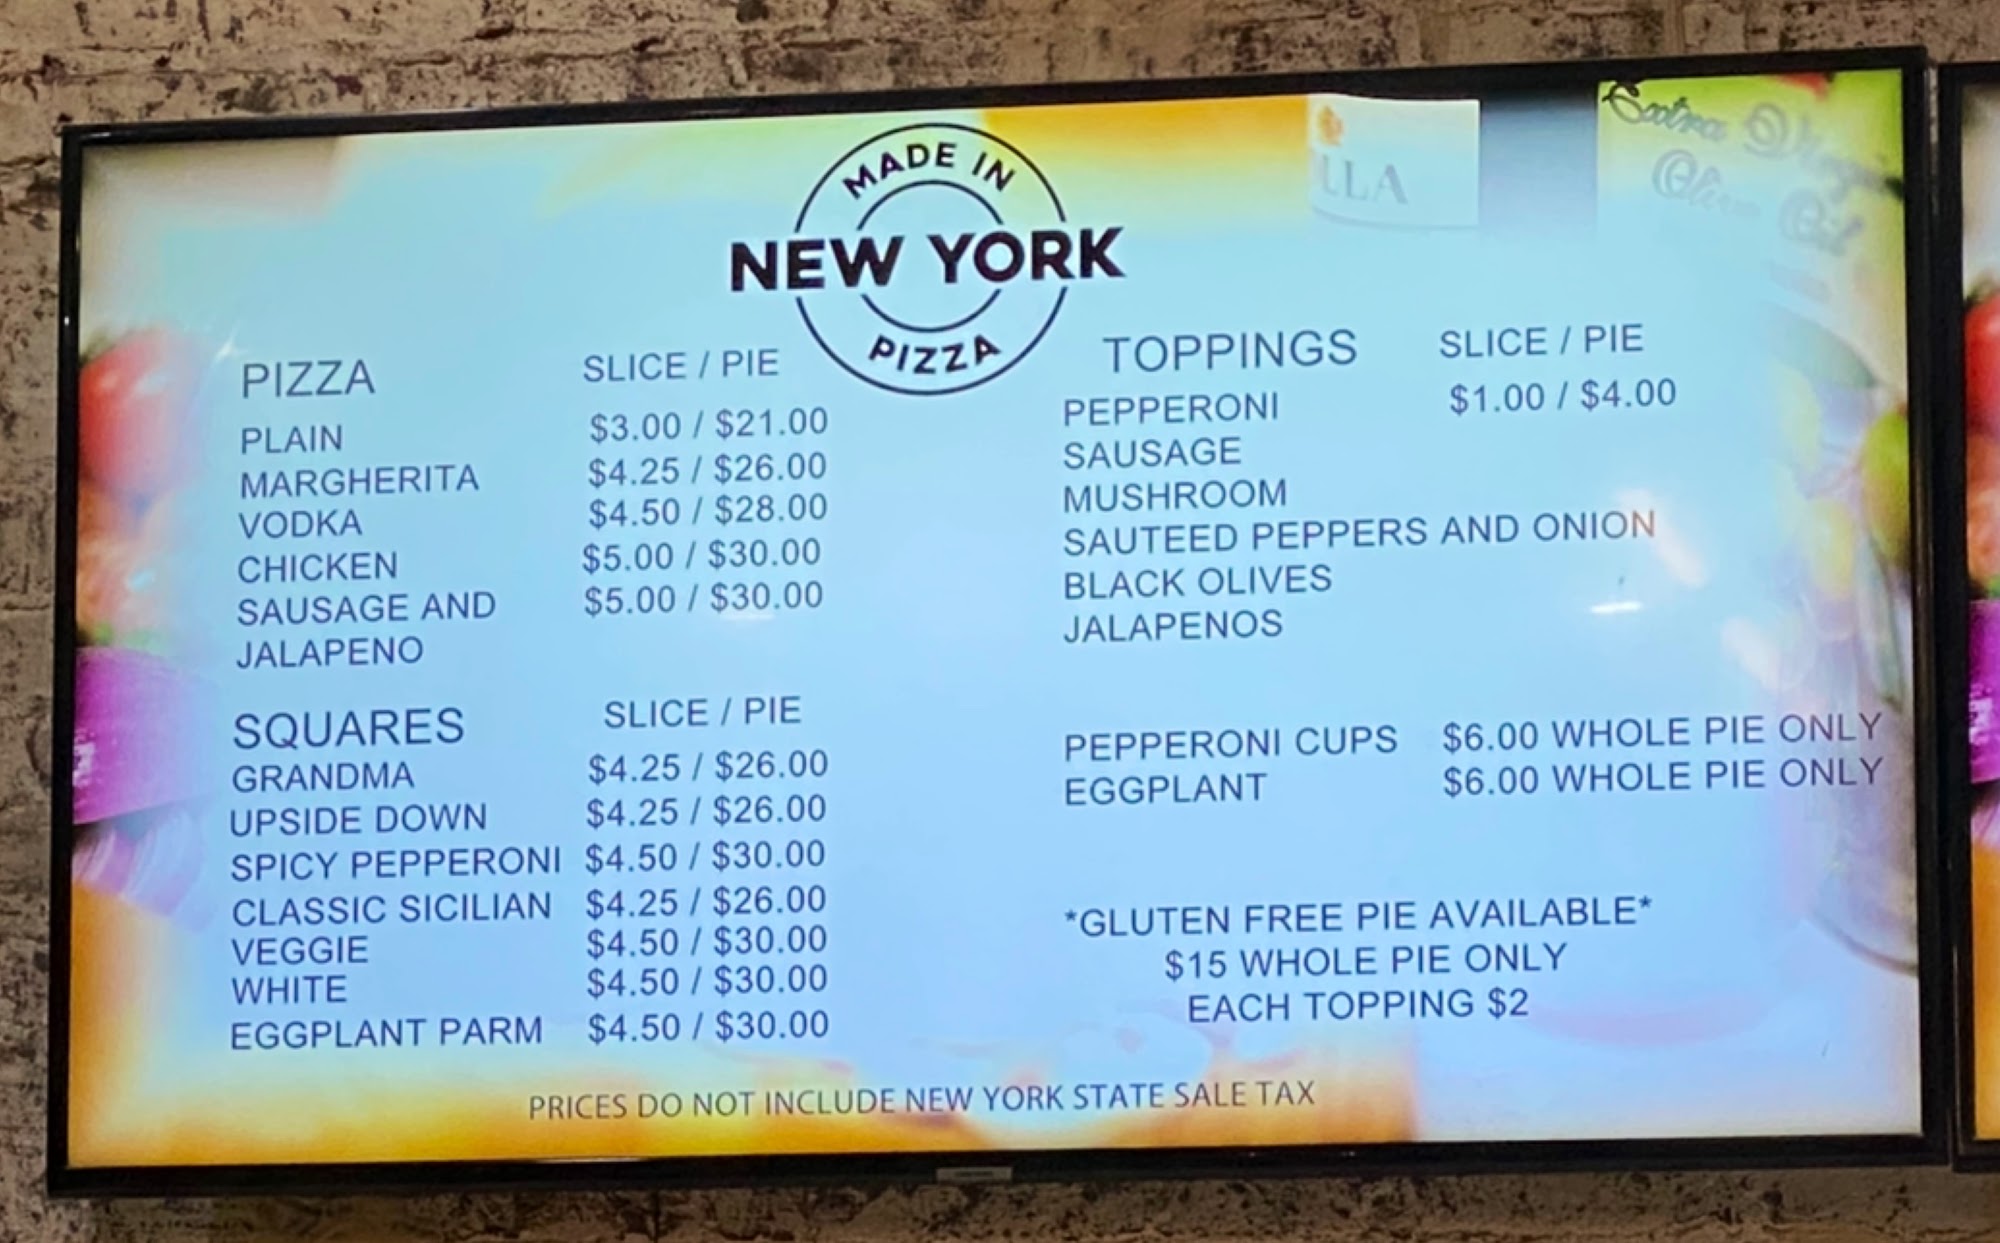 MADE IN
NEW YORK
PIZZA
Extra Virgin
Olive Oil
LLA
PIZZA SLICE / PIE
PLAIN $3.00 / $21.00
MARGHERITA $4.25 / $26.00
VODKA $4.50 / $28.00
CHICKEN $5.00 / $30.00
SAUSAGE AND $5.00 / $30.00
JALAPENO
SQUARES SLICE / PIE
GRANDMA $4.25 / $26.00
UPSIDE DOWN $4.25 / $26.00
SPICY PEPPERONI $4.50 / $30.00
CLASSIC SICILIAN $4.25 / $26.00
VEGGIE $4.50 / $30.00
WHITE $4.50 / $30.00
EGGPLANT PARM $4.50 / $30.00
TOPPINGS SLICE / PIE
PEPPERONI $1.00 / $4.00
SAUSAGE
MUSHROOM
SAUTEED PEPPERS AND ONION
BLACK OLIVES
JALAPENOS
PEPPERONI CUPS $6.00 WHOLE PIE ONLY
EGGPLANT $6.00 WHOLE PIE ONLY
*GLUTEN FREE PIE AVAILABLE*
$15 WHOLE PIE ONLY
EACH TOPPING $2
PRICES DO NOT INCLUDE NEW YORK STATE SALE TAX